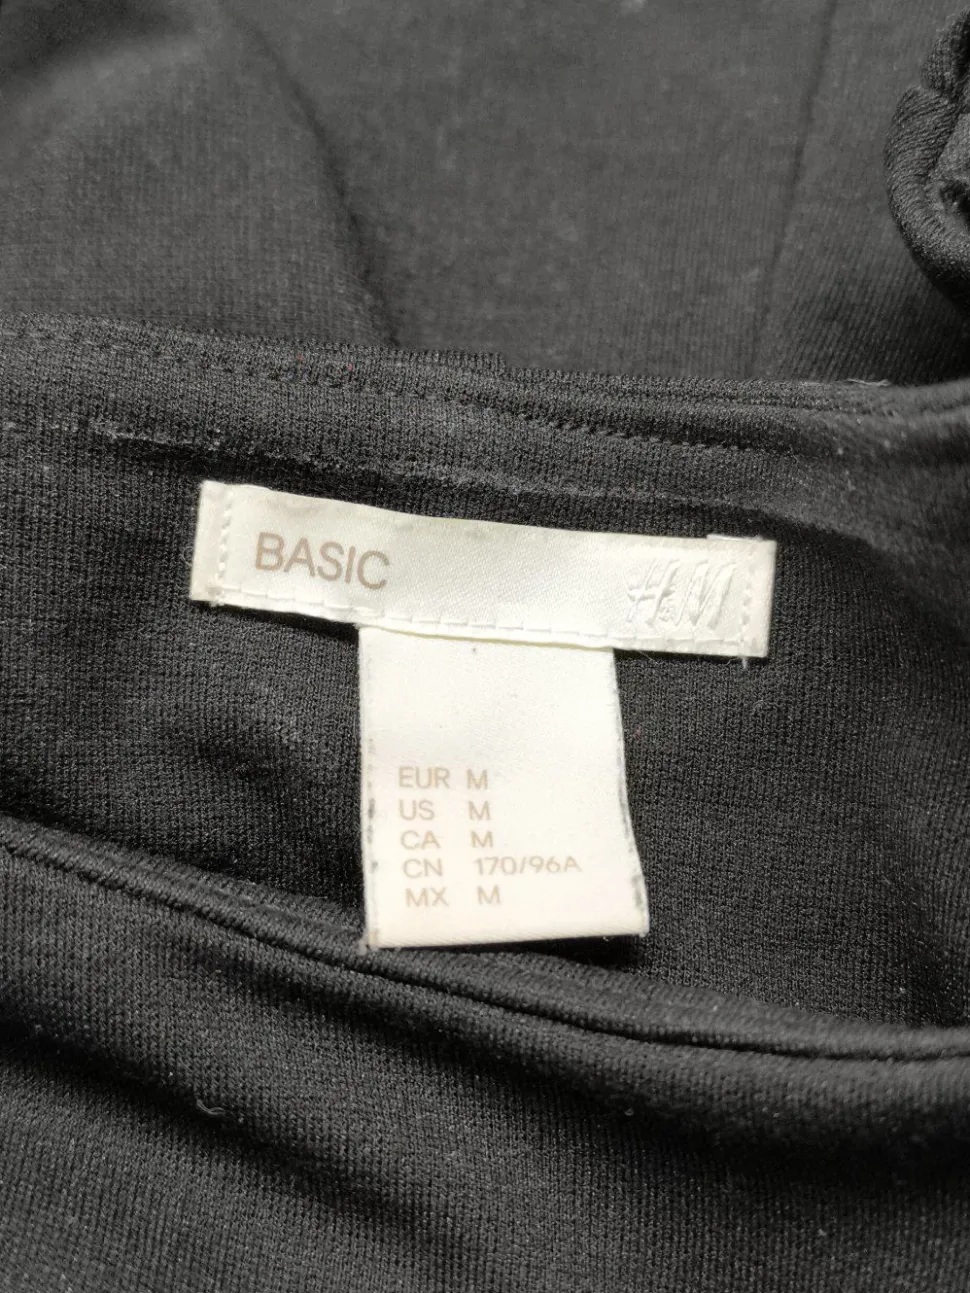 BASIC H&M
EUR M
US M
CA M
CN 170/96A
MX M